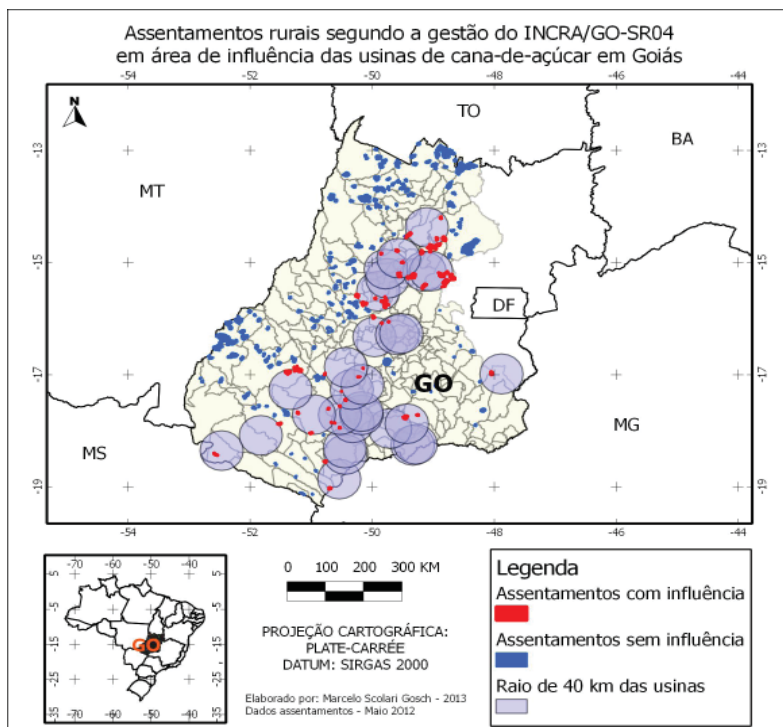 Assentamentos rurais segundo a gestão do INCRA/GO-SR04
em área de influência das usinas de cana-de-açúcar em Goiás
-54 -52 -50 -48 -46 -44
N
TO
BA
-13 -13
MT
-15 -15
DF
-17 GO -17
MS
MG
-19 -19
-54 -52 -50 -48 -46 -44
-70 -60 -50 -40
5 5
-5 -5
-15 GO -15
-25 -25
-35 -35
-70 -60 -50 -40
0 100 200 300 KM
PROJEÇÃO CARTOGRÁFICA:
PLATE-CARRÉE
DATUM: SIRGAS 2000
Elaborado por: Marcelo Scolari Gosch - 2013
Dados assentamentos - Maio 2012
Legenda
Assentamentos com influência
Assentamentos sem influência
Raio de 40 km das usinas